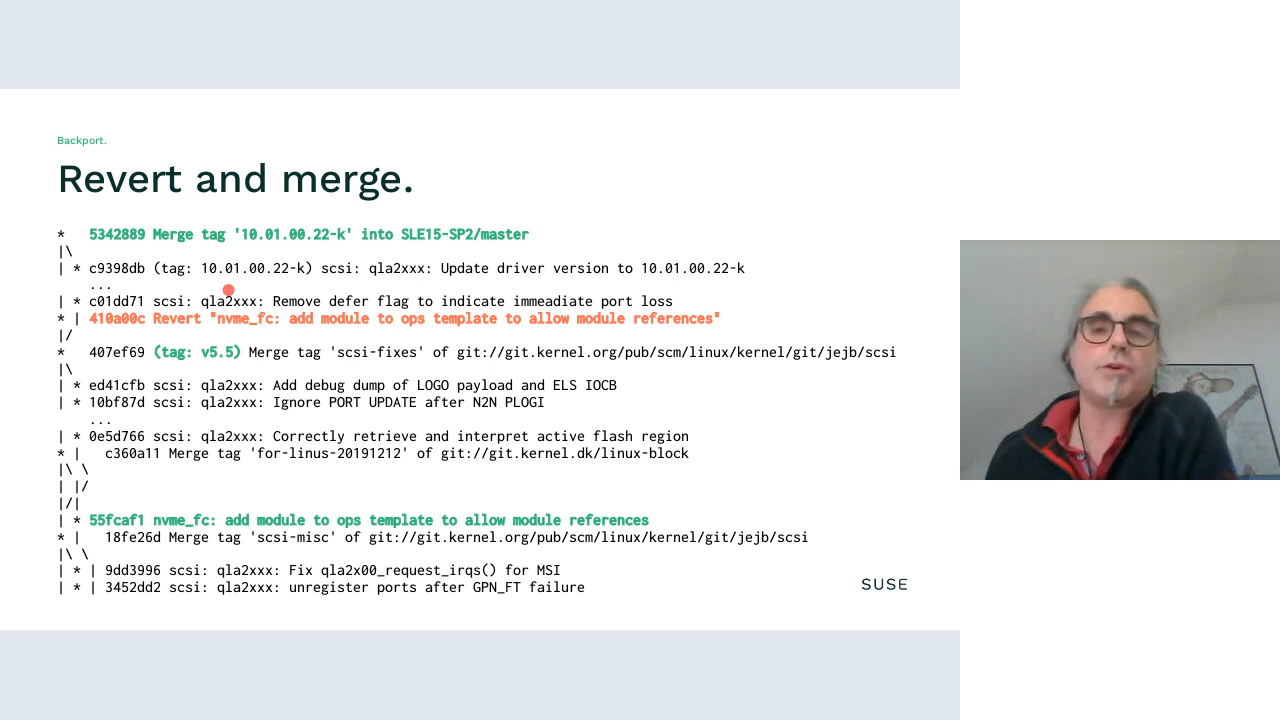 Backport.
Revert and merge.
*   5342889 Merge tag '10.01.00.22-k' into SLE15-SP2/master
|\
| * c9398db (tag: 10.01.00.22-k) scsi: qla2xxx: Update driver version to 10.01.00.22-k
    ...
| * c01dd71 scsi: qla2xxx: Remove defer flag to indicate immeadiate port loss
* | 410a00c Revert "nvme_fc: add module to ops template to allow module references"
|/
*   407ef69 (tag: v5.5) Merge tag 'scsi-fixes' of git://git.kernel.org/pub/scm/linux/kernel/git/jejb/scsi
|\
| * ed41cfb scsi: qla2xxx: Add debug dump of LOGO payload and ELS IOCB
| * 10bf87d scsi: qla2xxx: Ignore PORT UPDATE after N2N PLOGI
    ...
| * 0e5d766 scsi: qla2xxx: Correctly retrieve and interpret active flash region
* |   c360a11 Merge tag 'for-linus-20191212' of git://git.kernel.dk/linux-block
|\ \
| |/
|/|
| * 55fcaf1 nvme_fc: add module to ops template to allow module references
* |   18fe26d Merge tag 'scsi-misc' of git://git.kernel.org/pub/scm/linux/kernel/git/jejb/scsi
|\ \
| * | 9dd3996 scsi: qla2xxx: Fix qla2x00_request_irqs() for MSI
| * | 3452dd2 scsi: qla2xxx: unregister ports after GPN_FT failure
SUSE